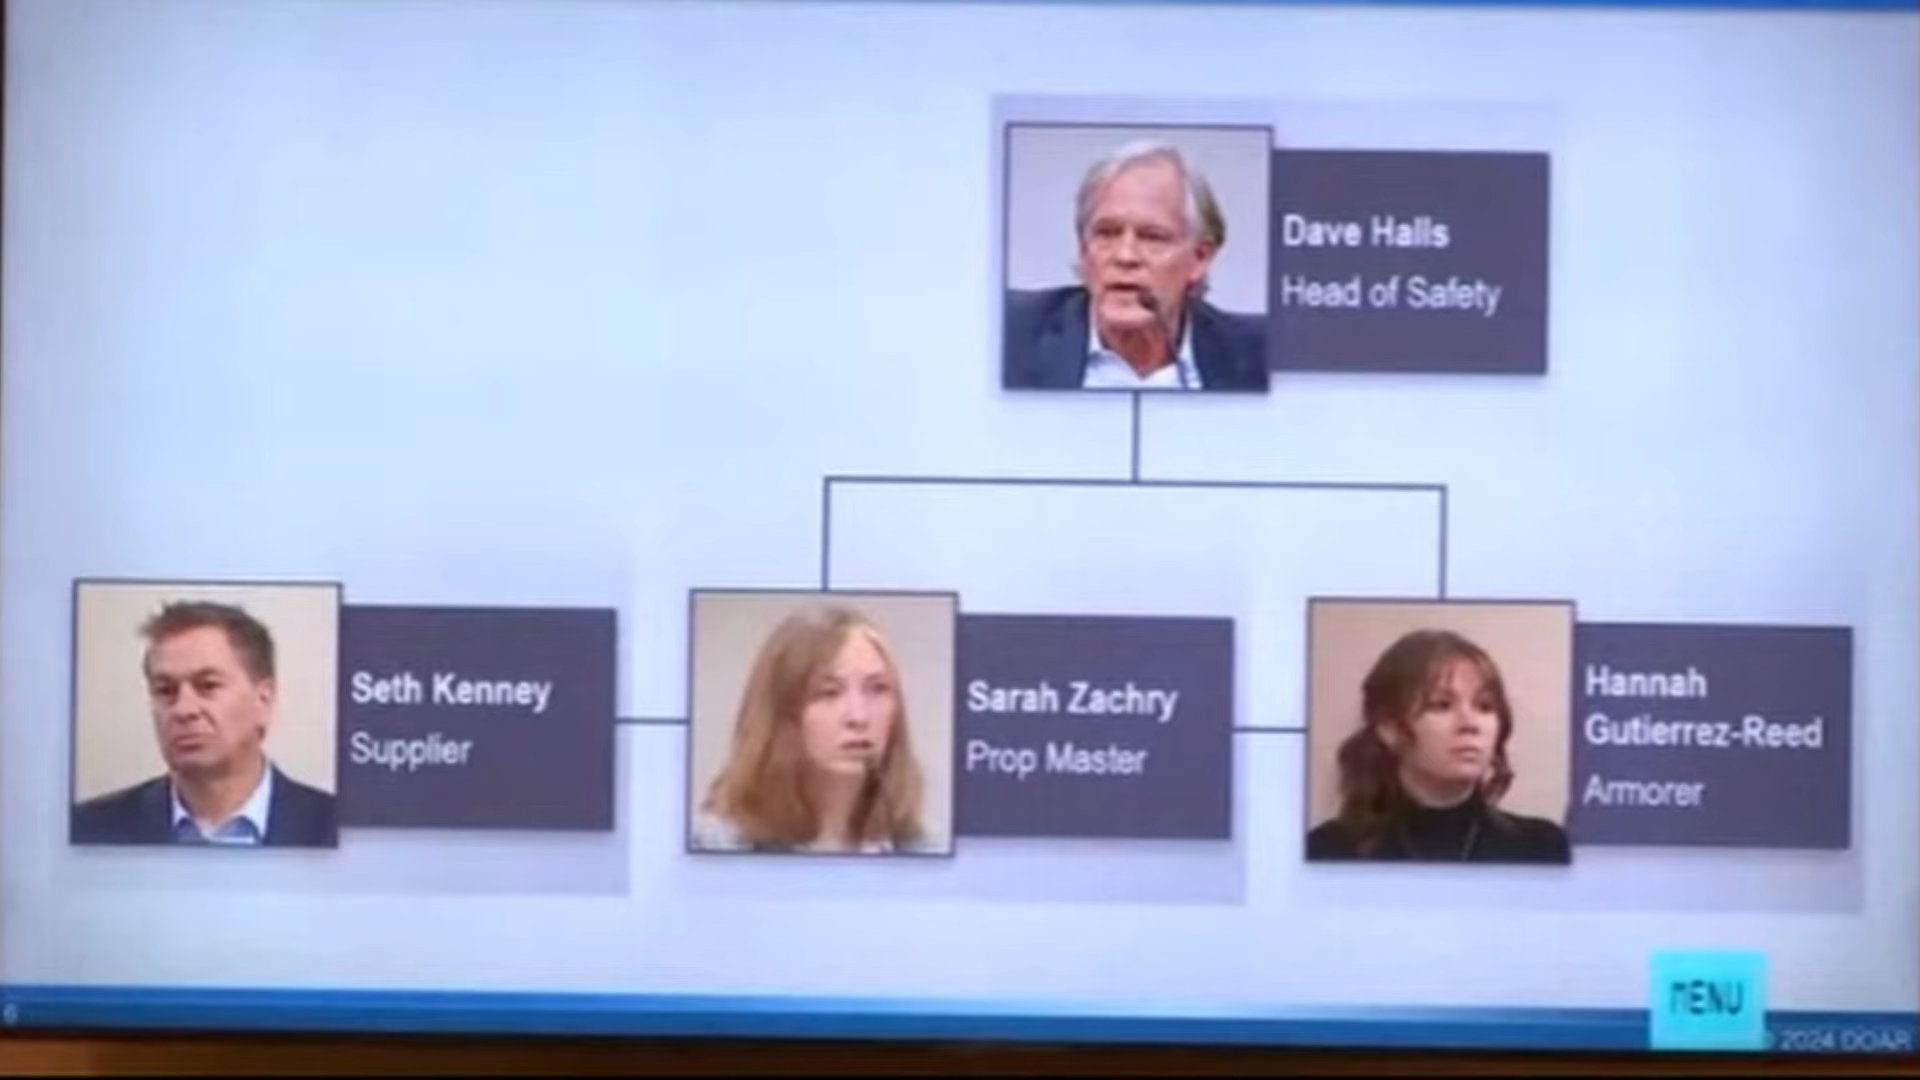 Dave Halls
Head of Safety
Seth Kenney
Supplier
Sarah Zachry
Prop Master
Hannah
Gutierrez-Reed
Armorer
MENU
6
© 2024 DOAR